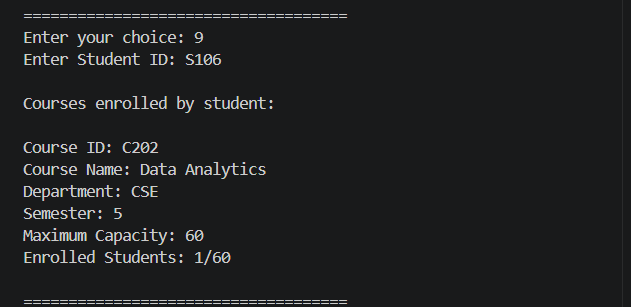 =====================================
Enter your choice: 9
Enter Student ID: S106
Courses enrolled by student:
Course ID: C202
Course Name: Data Analytics
Department: CSE
Semester: 5
Maximum Capacity: 60
Enrolled Students: 1/60
=====================================